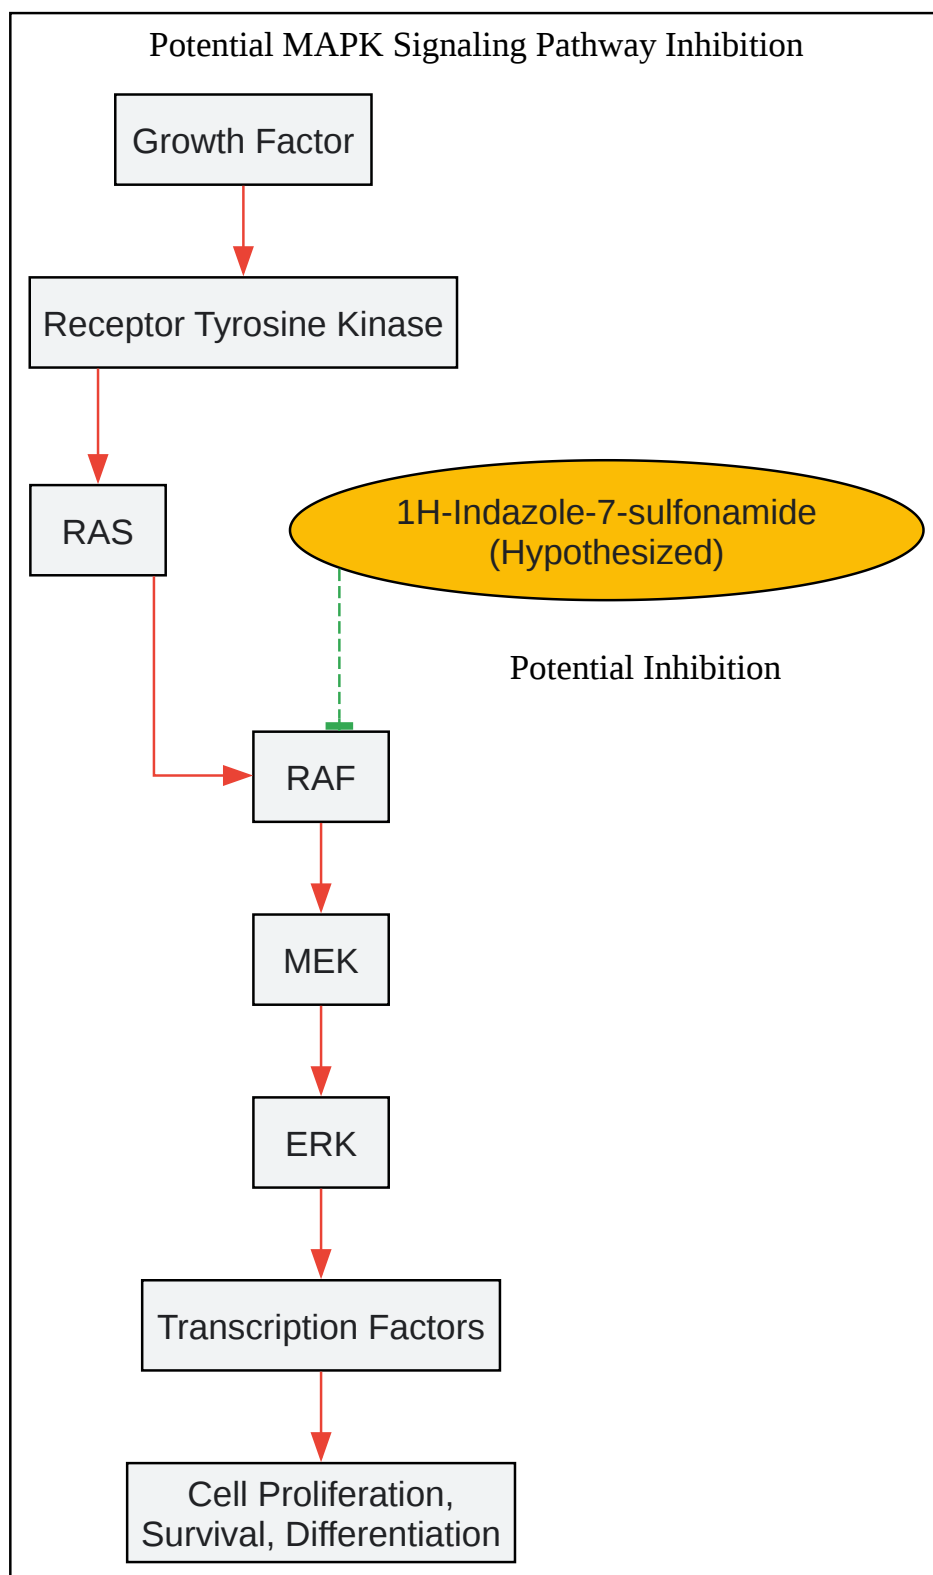 Potential MAPK Signaling Pathway Inhibition
Growth Factor
Receptor Tyrosine Kinase
RAS
1H-Indazole-7-sulfonamide
(Hypothesized)
Potential Inhibition
RAF
MEK
ERK
Transcription Factors
Cell Proliferation,
Survival, Differentiation